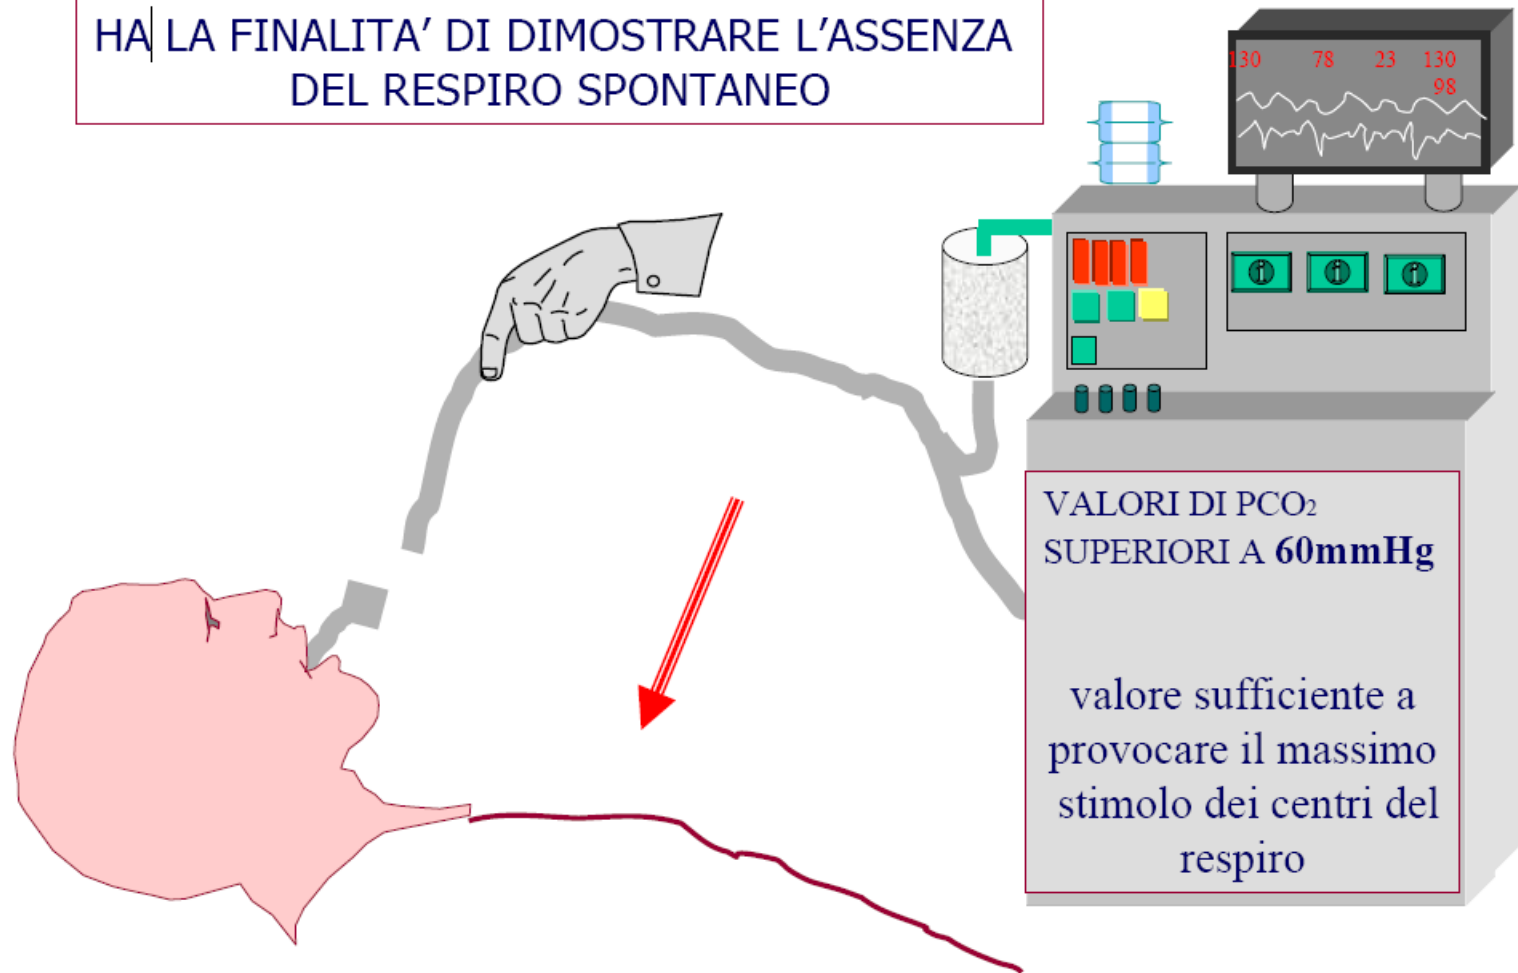 HA LA FINALITA' DI DIMOSTRARE L'ASSENZA
DEL RESPIRO SPONTANEO
130 78 23 130
98
i i i
VALORI DI PCO₂
SUPERIORI A 60mmHg
valore sufficiente a
provocare il massimo
stimolo dei centri del
respiro